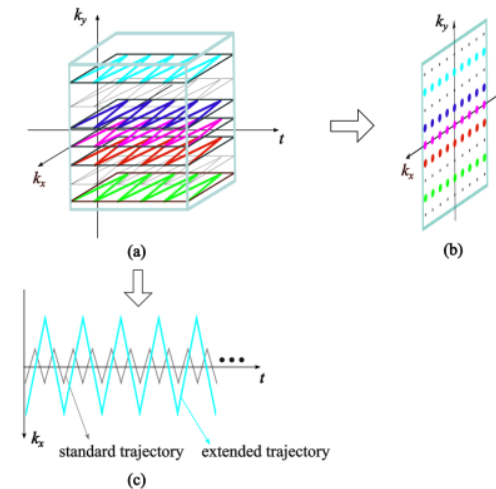 k_y
k_y
t
k_x
k_x
(a)
(b)
t
k_x
standard trajectory
extended trajectory
(c)